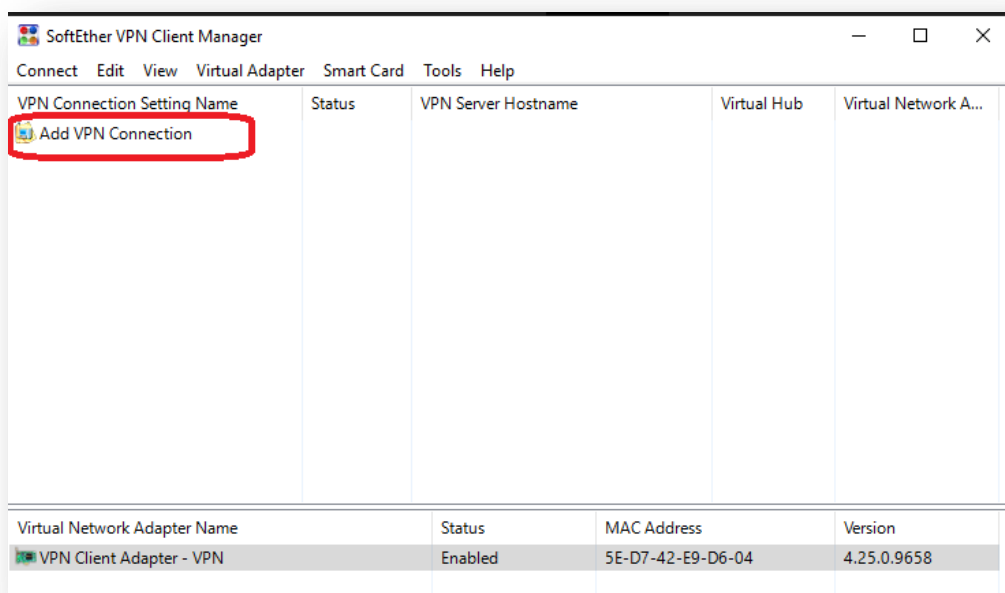 SoftEther VPN Client Manager
Connect Edit View Virtual Adapter Smart Card Tools Help
VPN Connection Setting Name Status VPN Server Hostname Virtual Hub Virtual Network A...
Add VPN Connection
Virtual Network Adapter Name Status MAC Address Version
VPN Client Adapter - VPN Enabled 5E-D7-42-E9-D6-04 4.25.0.9658